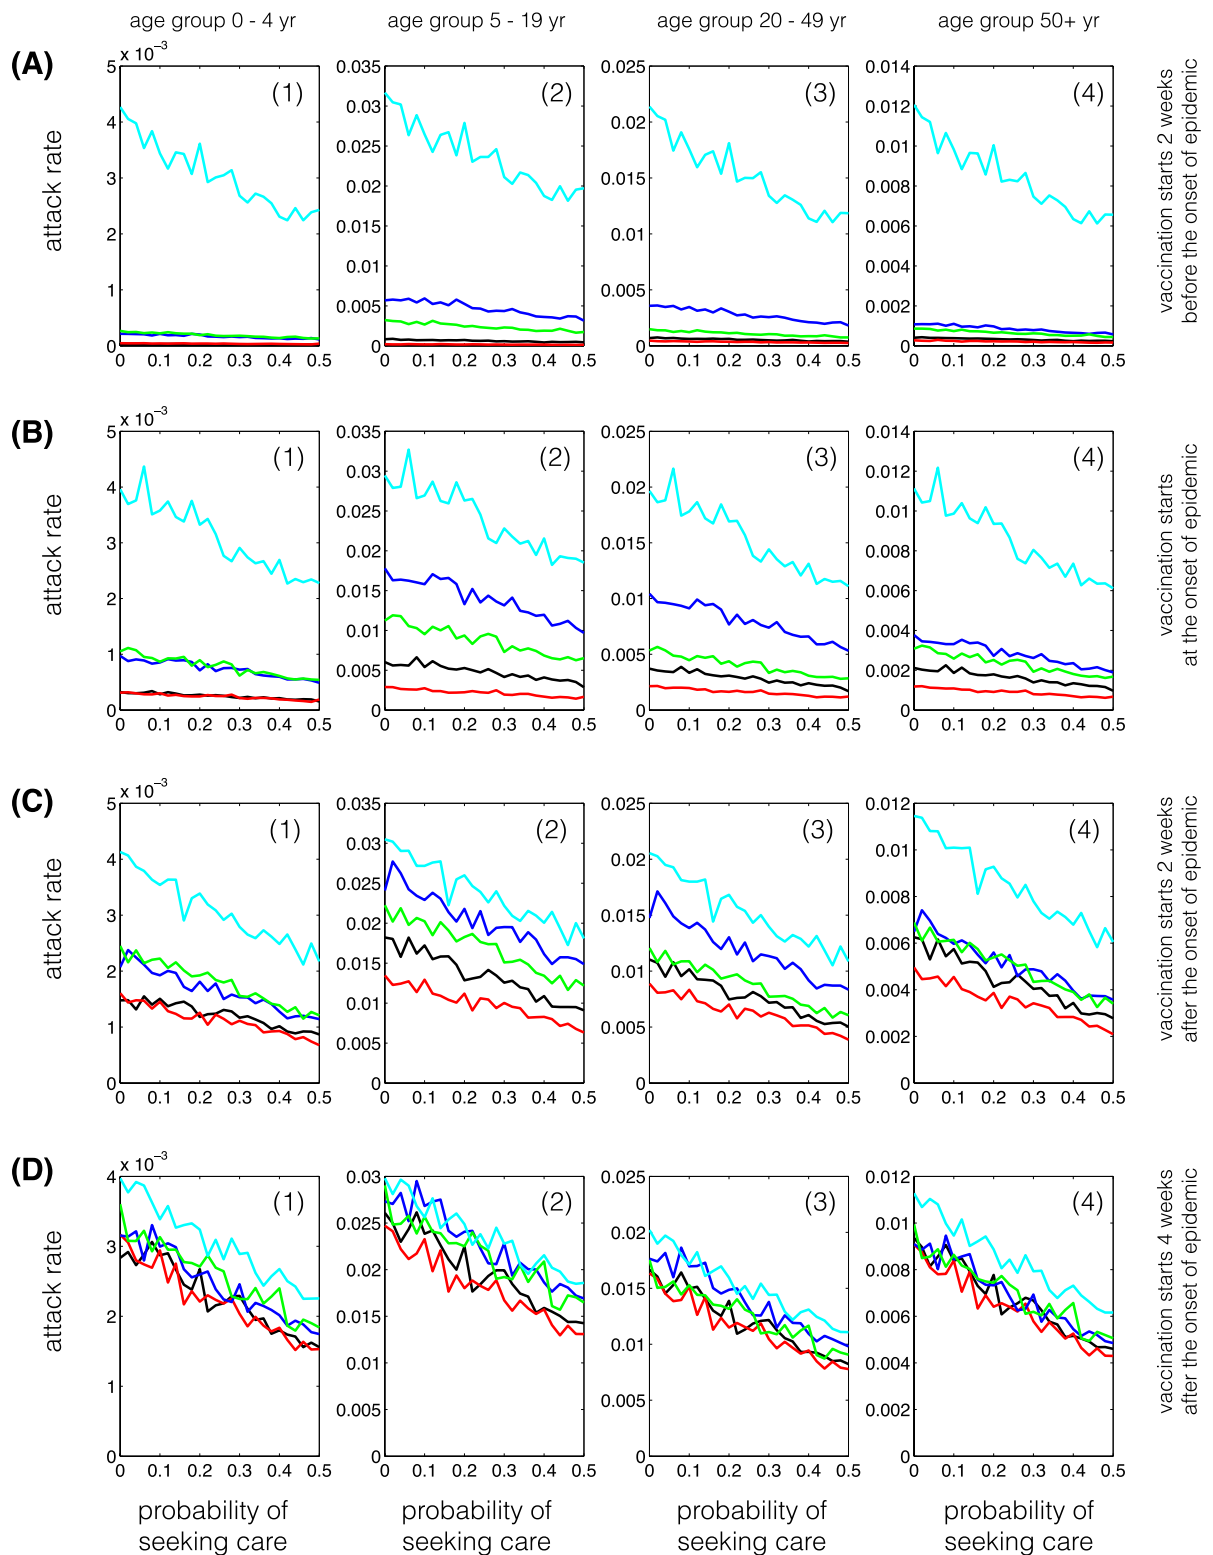 age group 0 - 4 yr
age group 5 - 19 yr
age group 20 - 49 yr
age group 50+ yr
(A)
attack rate
x 10⁻³
5
4
3
2
1
0
0 0.1 0.2 0.3 0.4 0.5
(1)
0.035
0.03
0.025
0.02
0.015
0.01
0.005
0
0 0.1 0.2 0.3 0.4 0.5
(2)
0.025
0.02
0.015
0.01
0.005
0
0 0.1 0.2 0.3 0.4 0.5
(3)
0.014
0.012
0.01
0.008
0.006
0.004
0.002
0
0 0.1 0.2 0.3 0.4 0.5
(4)
vaccination starts 2 weeks
before the onset of epidemic
(B)
attack rate
x 10⁻³
5
4
3
2
1
0
0 0.1 0.2 0.3 0.4 0.5
(1)
0.035
0.03
0.025
0.02
0.015
0.01
0.005
0
0 0.1 0.2 0.3 0.4 0.5
(2)
0.025
0.02
0.015
0.01
0.005
0
0 0.1 0.2 0.3 0.4 0.5
(3)
0.014
0.012
0.01
0.008
0.006
0.004
0.002
0
0 0.1 0.2 0.3 0.4 0.5
(4)
vaccination starts
at the onset of epidemic
(C)
attack rate
x 10⁻³
5
4
3
2
1
0
0 0.1 0.2 0.3 0.4 0.5
(1)
0.035
0.03
0.025
0.02
0.015
0.01
0.005
0
0 0.1 0.2 0.3 0.4 0.5
(2)
0.025
0.02
0.015
0.01
0.005
0
0 0.1 0.2 0.3 0.4 0.5
(3)
0.012
0.01
0.008
0.006
0.004
0.002
0
0 0.1 0.2 0.3 0.4 0.5
(4)
vaccination starts 2 weeks
after the onset of epidemic
(D)
attack rate
x 10⁻³
4
3
2
1
0
0 0.1 0.2 0.3 0.4 0.5
(1)
0.03
0.025
0.02
0.015
0.01
0.005
0
0 0.1 0.2 0.3 0.4 0.5
(2)
0.025
0.02
0.015
0.01
0.005
0
0 0.1 0.2 0.3 0.4 0.5
(3)
0.012
0.01
0.008
0.006
0.004
0.002
0
0 0.1 0.2 0.3 0.4 0.5
(4)
vaccination starts 4 weeks
after the onset of epidemic
probability of
seeking care
probability of
seeking care
probability of
seeking care
probability of
seeking care